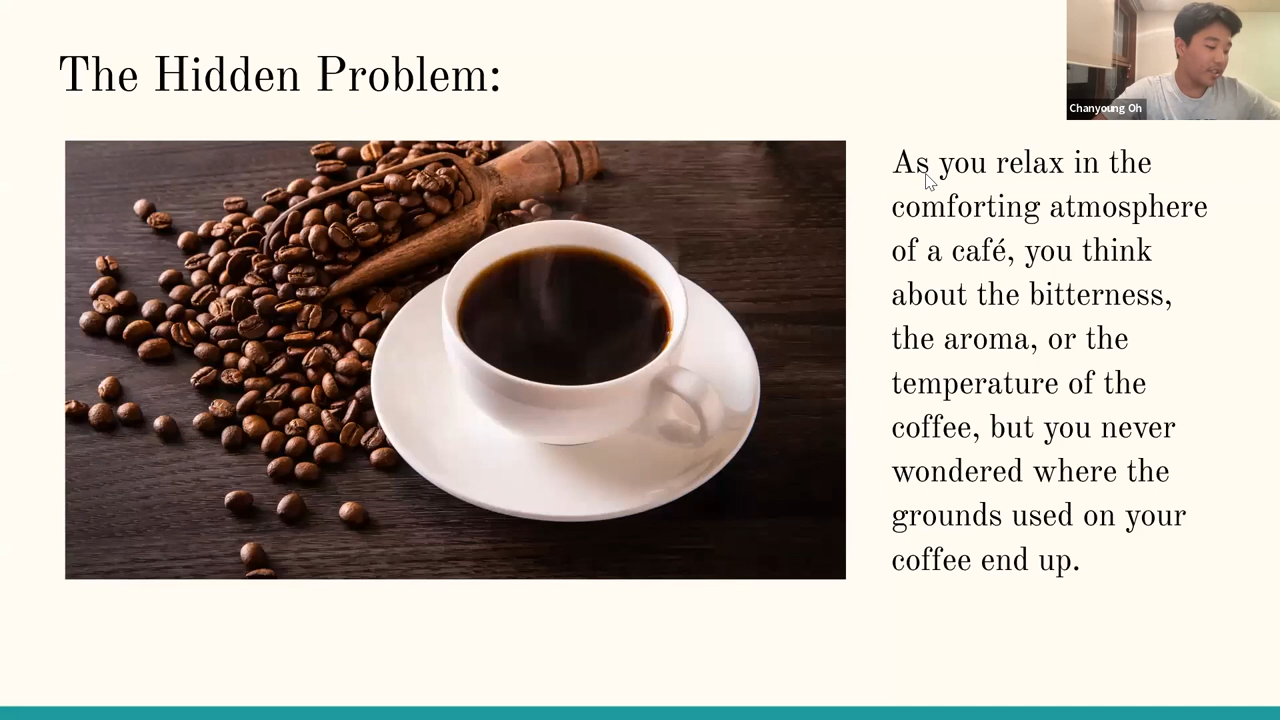 The Hidden Problem:
Chanyoung Oh
As you relax in the
comforting atmosphere
of a café, you think
about the bitterness,
the aroma, or the
temperature of the
coffee, but you never
wondered where the
grounds used on your
coffee end up.